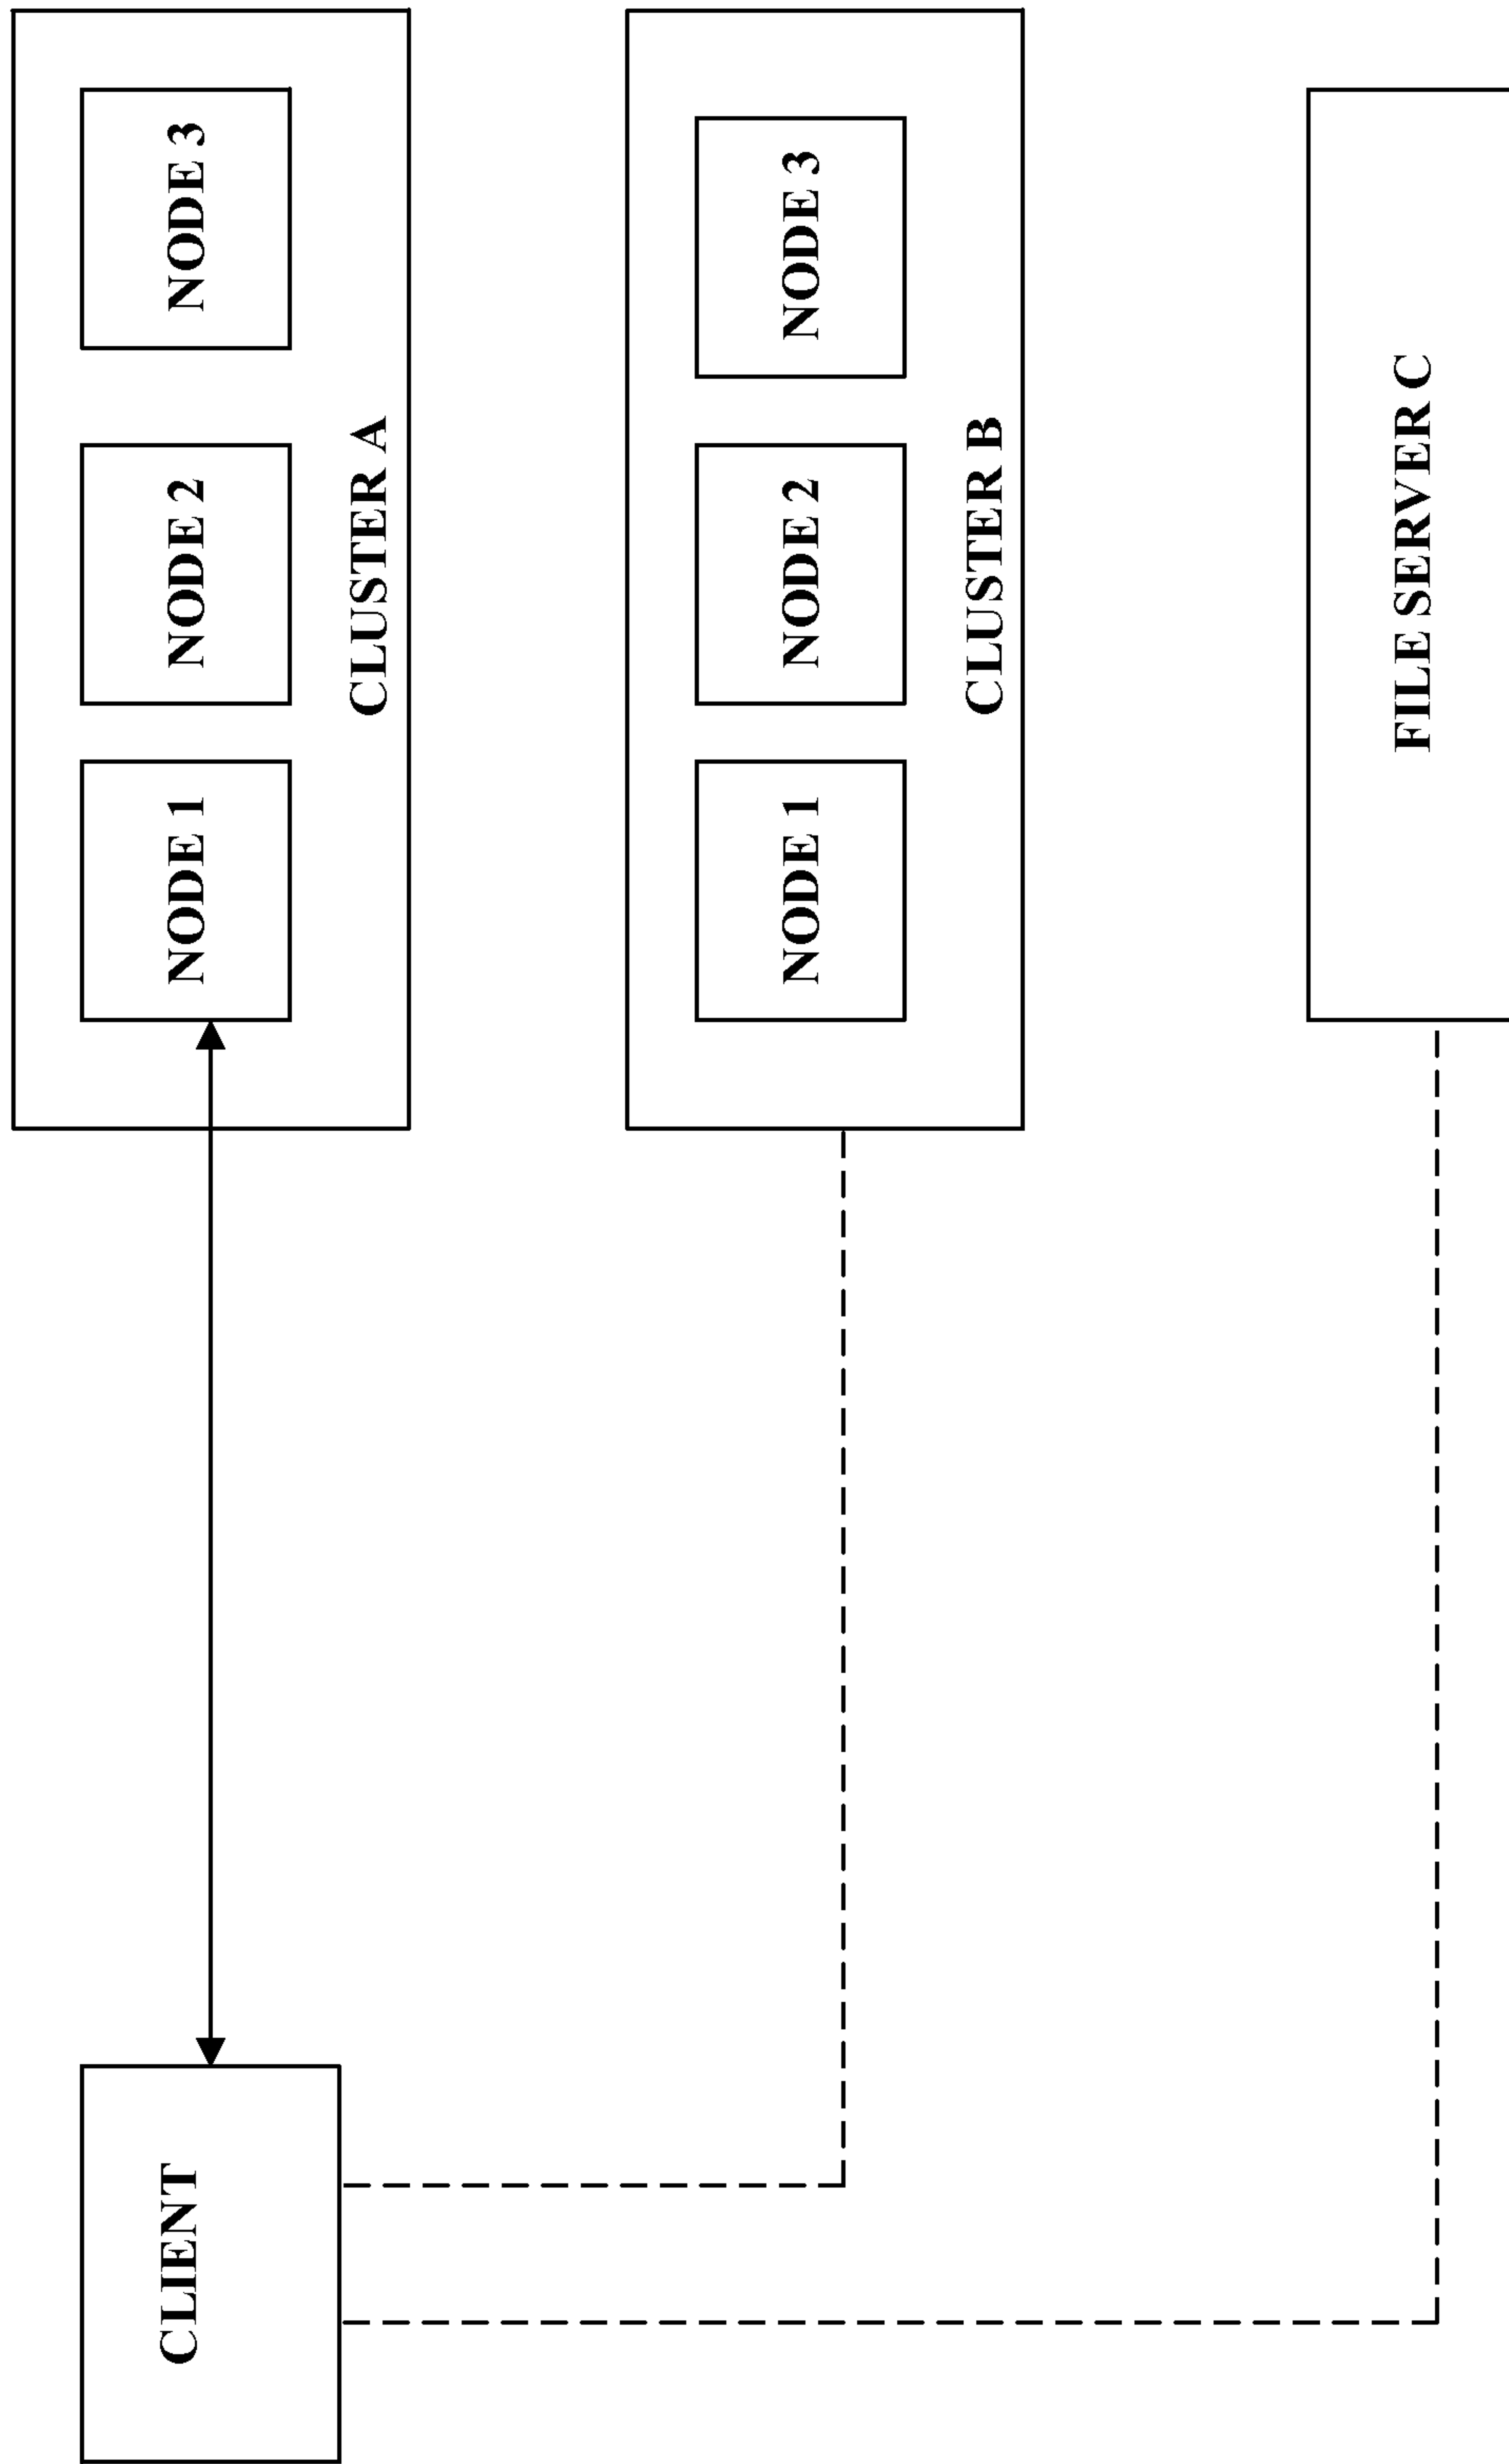 NODE 1
NODE 2
NODE 3
CLUSTER A
NODE 1
NODE 2
NODE 3
CLUSTER B
FILE SERVER C
CLIENT